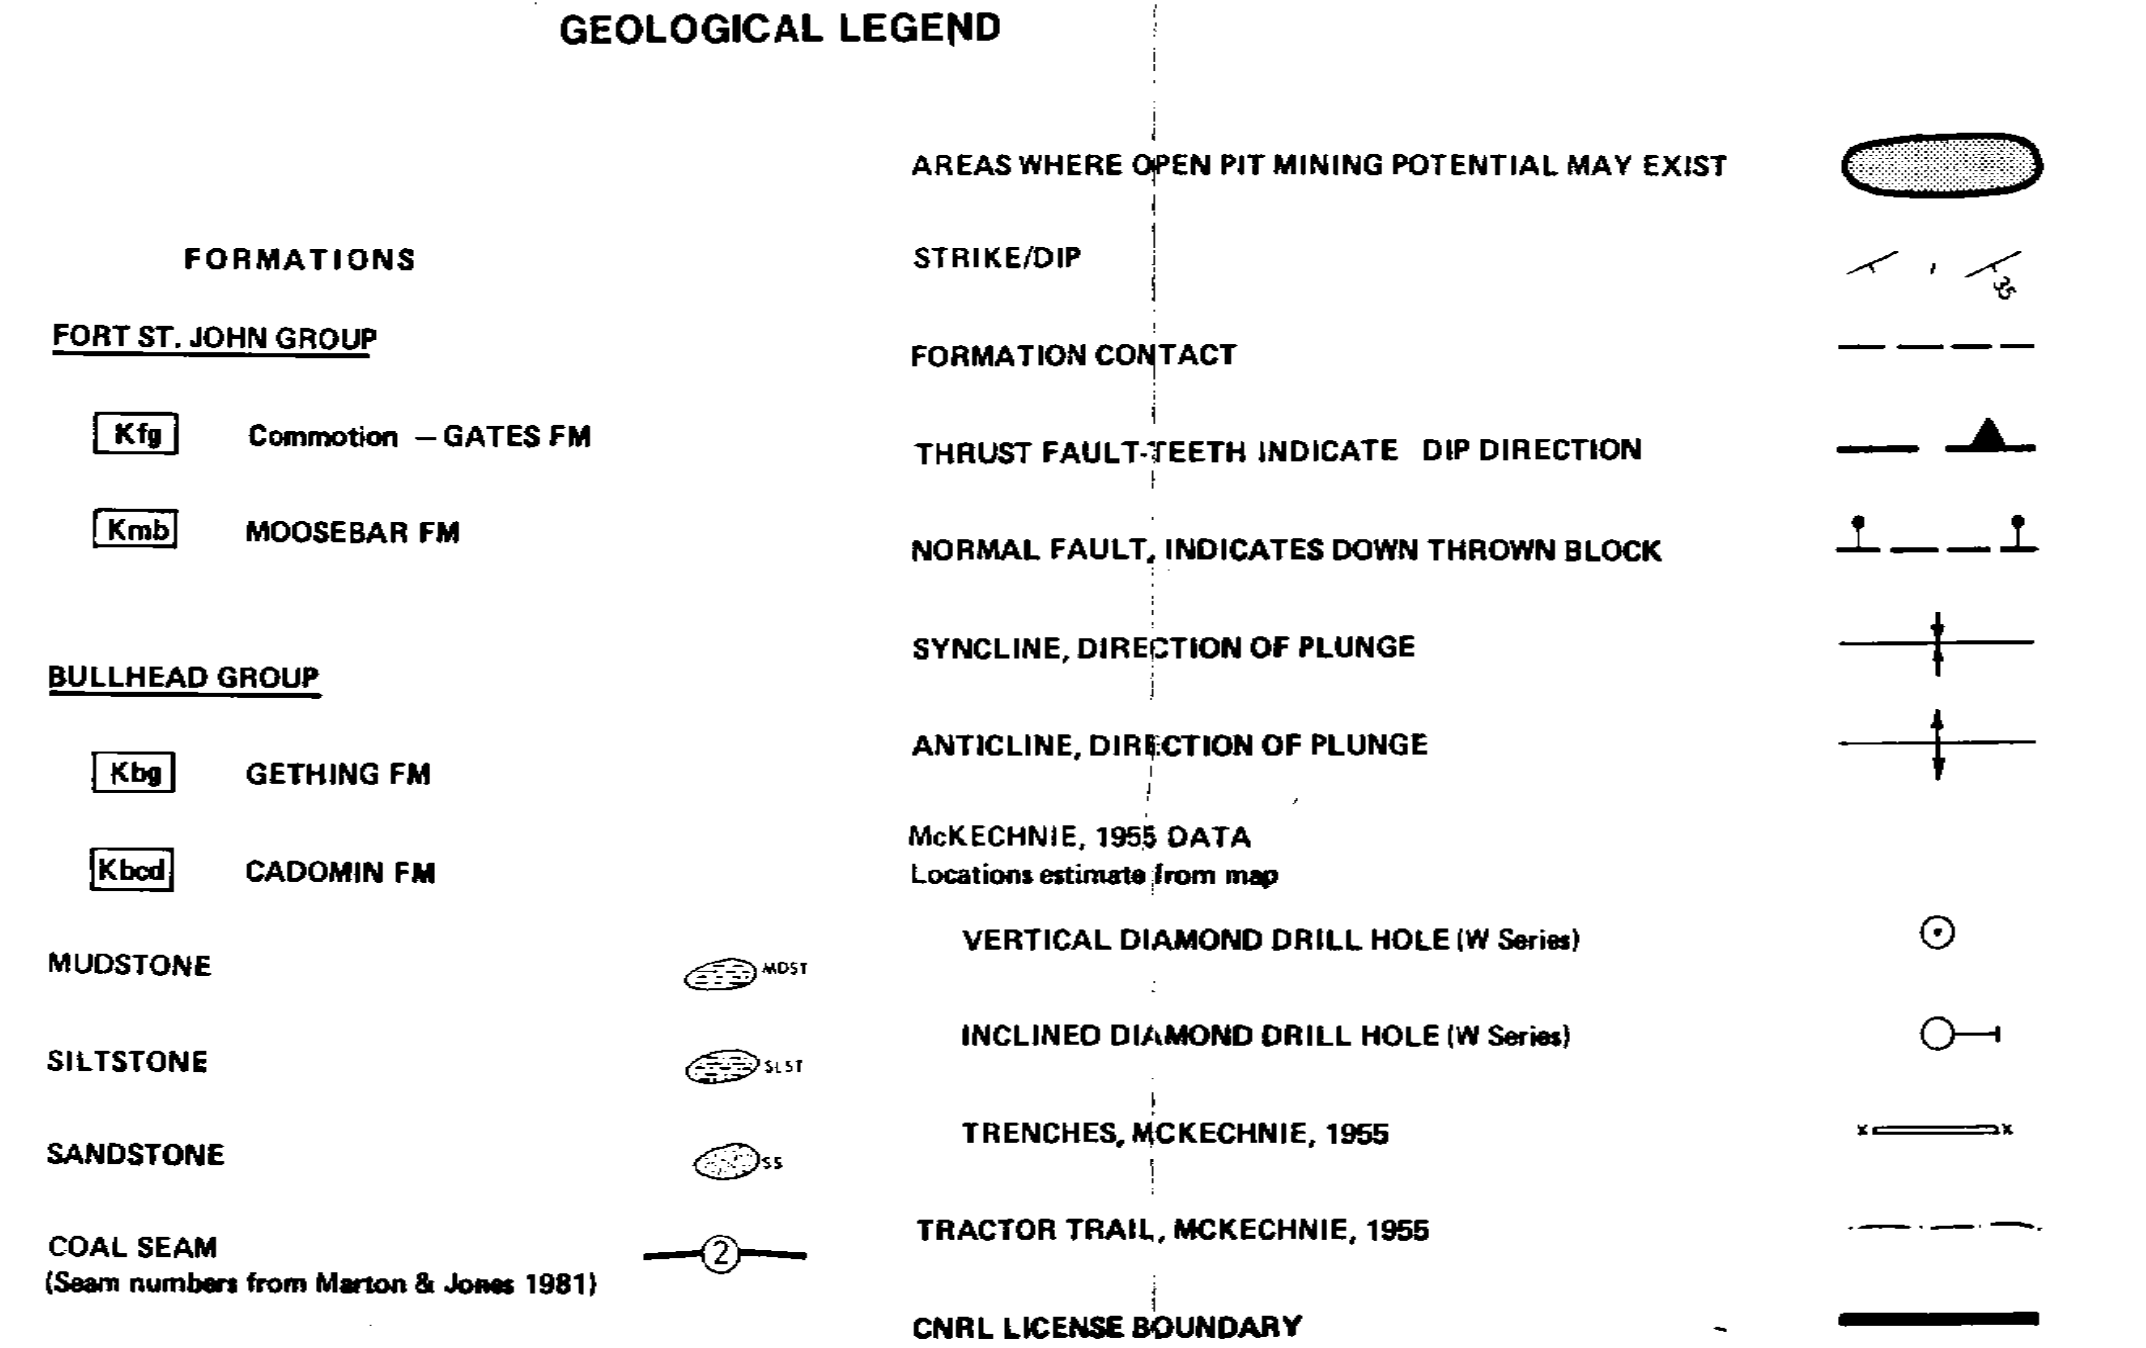 GEOLOGICAL LEGEND
FORMATIONS
FORT ST. JOHN GROUP
Kfg Commotion – GATES FM
Kmb MOOSEBAR FM
BULLHEAD GROUP
Kbg GETHING FM
Kbcd CADOMIN FM
MUDSTONE MDST
SILTSTONE SLST
SANDSTONE SS
COAL SEAM 2
(Seam numbers from Marton & Jones 1981)
AREAS WHERE OPEN PIT MINING POTENTIAL MAY EXIST
STRIKE/DIP 35
FORMATION CONTACT
THRUST FAULT-TEETH INDICATE DIP DIRECTION
NORMAL FAULT, INDICATES DOWN THROWN BLOCK
SYNCLINE, DIRECTION OF PLUNGE
ANTICLINE, DIRECTION OF PLUNGE
McKECHNIE, 1955 DATA
Locations estimate from map
VERTICAL DIAMOND DRILL HOLE (W Series)
INCLINED DIAMOND DRILL HOLE (W Series)
TRENCHES, MCKECHNIE, 1955 x x
TRACTOR TRAIL, MCKECHNIE, 1955
CNRL LICENSE BOUNDARY